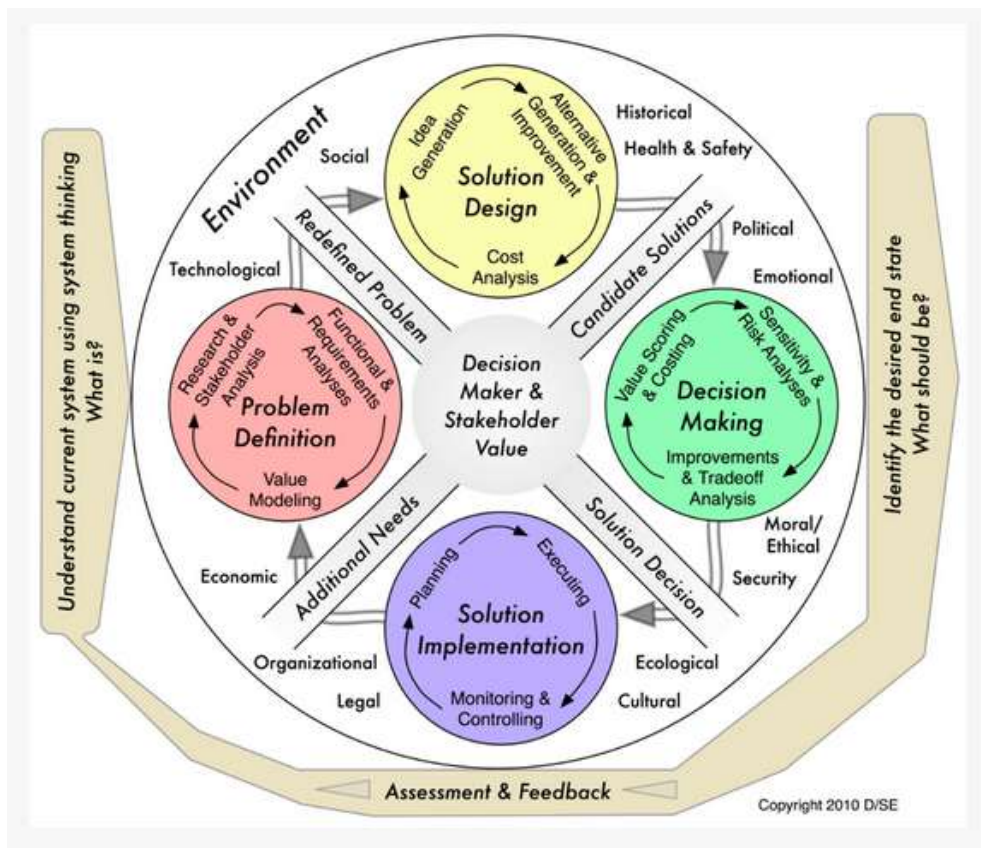 Environment
Social
Technological
Historical
Health & Safety
Political
Emotional
Idea
Generation
Alternative
Generation &
Improvement
Solution
Design
Cost
Analysis
Redefined Problem
Candidate Solutions
Research &
Stakeholder
Analysis
Functional &
Requirements
Analyses
Problem
Definition
Value
Modeling
Decision
Maker &
Stakeholder
Value
Value Scoring
& Costing
Sensitivity &
Risk Analyses
Decision
Making
Improvements
& Tradeoff
Analysis
Additional Needs
Solution Decision
Planning
Executing
Solution
Implementation
Monitoring &
Controlling
Moral/
Ethical
Security
Economic
Organizational
Legal
Ecological
Cultural
Understand current system using system thinking
What is?
Identify the desired end state
What should be?
Assessment & Feedback
Copyright 2010 D/SE